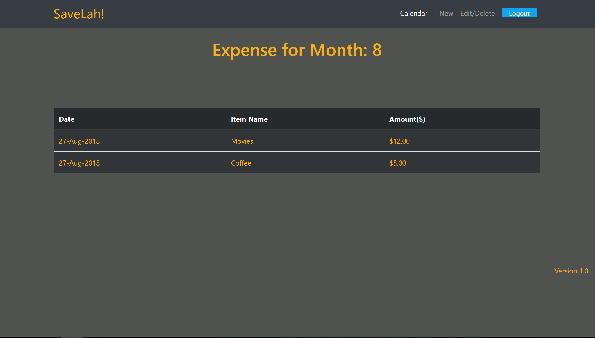 SaveLah!
Calendar New Edit/Delete Logout
Expense for Month: 8
Date Item Name Amount($)
27-Aug-2018 Movies $12.00
27-Aug-2018 Coffee $5.00
Version 1.0